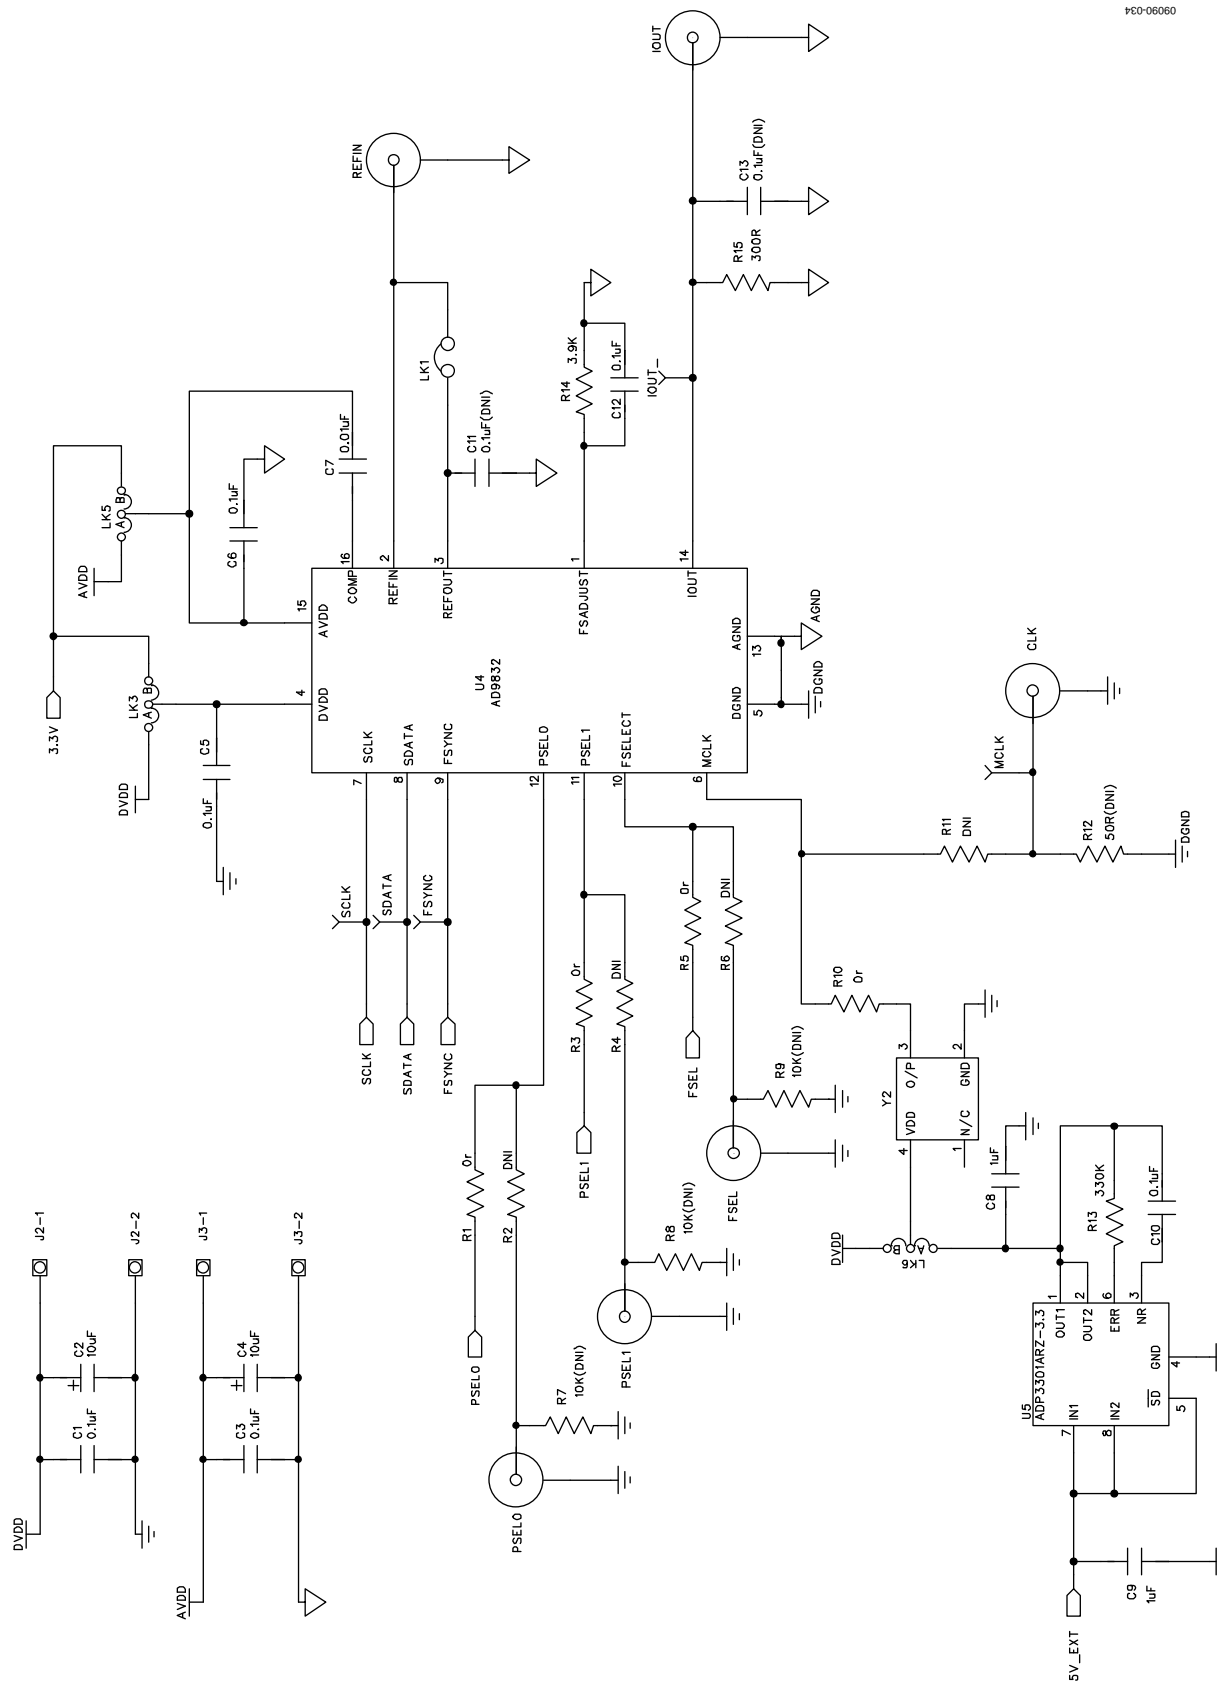 09090-034
DVDD
J2-1
C1
0.1uF
C2
10uF
+
J2-2
AVDD
J3-1
C3
0.1uF
C4
10uF
+
J3-2
3.3V
DVDD
LK3
A
B
C5
0.1uF
AVDD
LK5
A
B
C6
0.1uF
C7
0.01uF
REFIN
LK1
C11
0.1uF(DNI)
R14
3.9K
C12
0.1uF
IOUT_
IOUT
R15
300R
C13
0.1uF(DNI)
U4
AD9832
DVDD
4
AVDD
15
COMP
16
REFIN
2
REFOUT
3
FSADJUST
1
IOUT
14
SCLK
7
SDATA
8
FSYNC
9
PSEL0
12
PSEL1
11
FSELECT
10
MCLK
6
DGND
5
AGND
13
DGND
AGND
SCLK
SDATA
FSYNC
SCLK
SDATA
FSYNC
PSEL0
R1
0r
R2
DNI
R7
10K(DNI)
PSEL0
PSEL1
R3
0r
R4
DNI
R8
10K(DNI)
PSEL1
FSEL
R5
0r
R6
DNI
R9
10K(DNI)
FSEL
CLK
MCLK
R11
DNI
R12
50R(DNI)
DGND
R10
0r
Y2
VDD
4
O/P
3
N/C
1
GND
2
DVDD
LK6
B
A
C8
1uF
R13
330K
C10
0.1uF
U5
ADP3301ARZ-3.3
IN1
7
IN2
8
OUT1
1
OUT2
2
ERR
6
NR
3
SD
5
GND
4
5V_EXT
C9
1uF